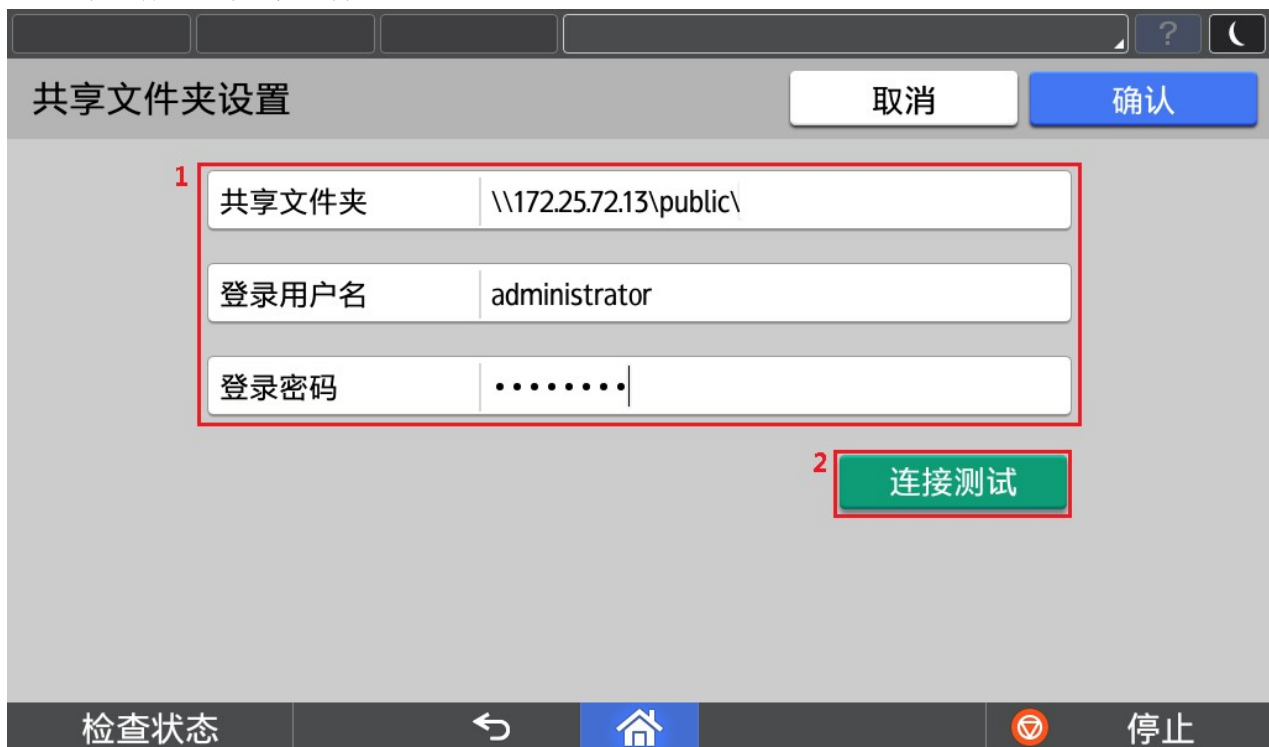 ?
共享文件夹设置 取消 确认
1
共享文件夹 \\172.25.72.13\public\
登录用户名 administrator
登录密码 ••••••••
2
连接测试
检查状态 停止